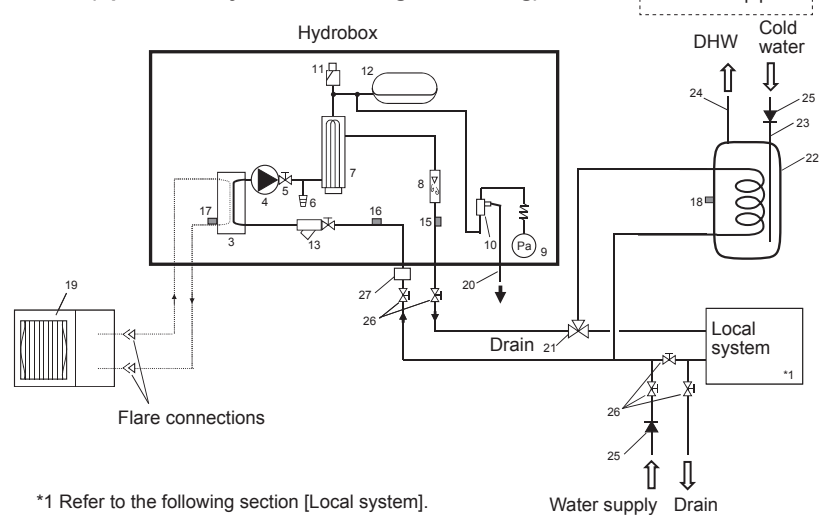 Hydrobox
DHW
Cold
water
11
12
24
25
23
22
7
5
4
6
8
17
3
16
15
18
13
10
Pa
9
20
19
27
26
Drain
21
Local
system
*1
Flare connections
26
25
*1 Refer to the following section [Local system].
Water supply
Drain